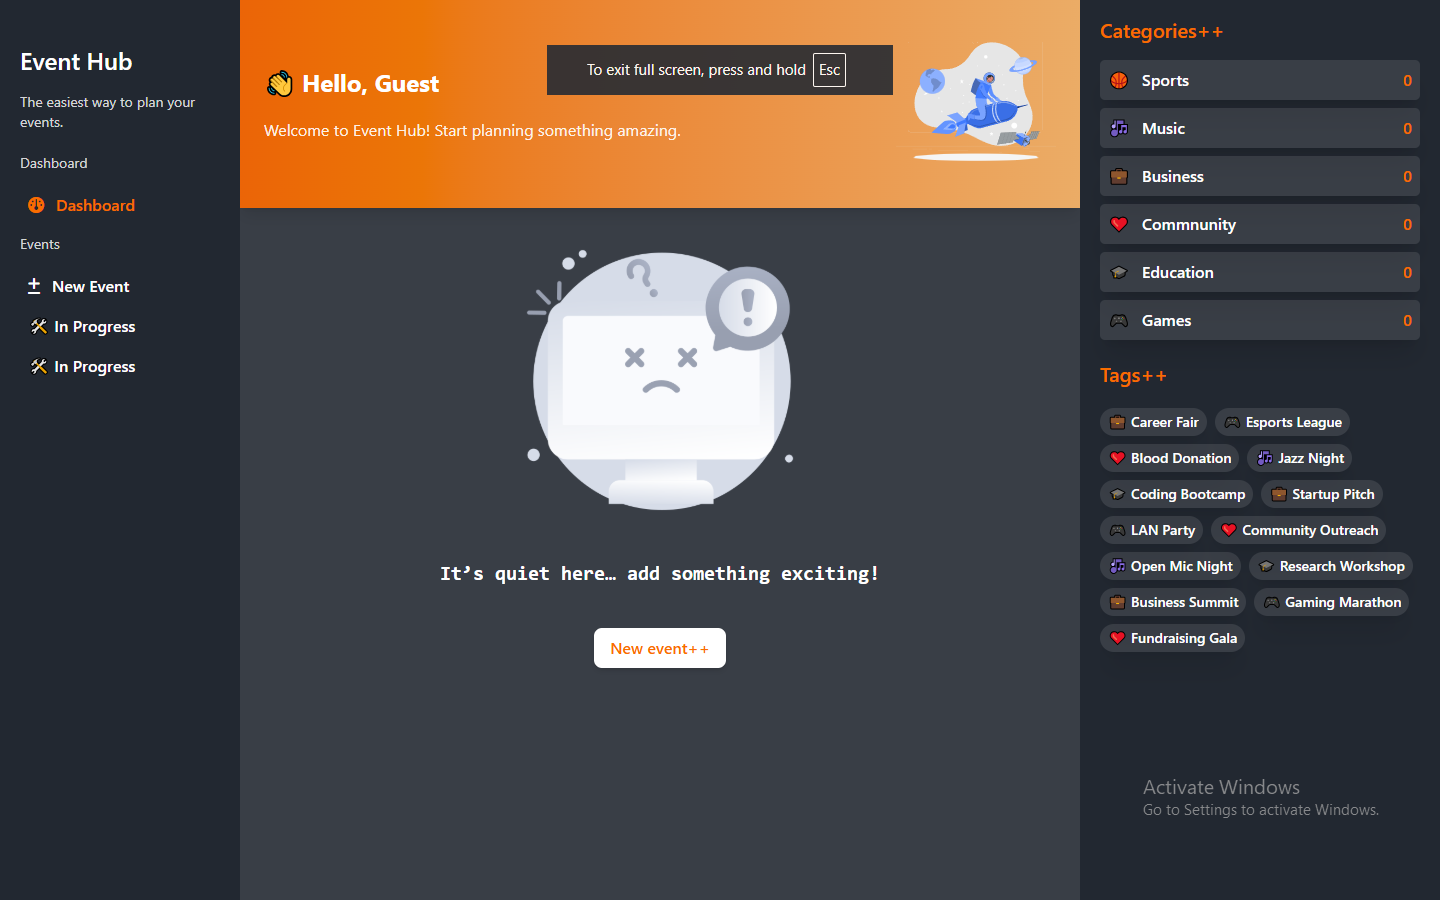 Event Hub
The easiest way to plan your
events.
Dashboard
Dashboard
Events
New Event
In Progress
In Progress
Hello, Guest
Welcome to Event Hub! Start planning something amazing.
To exit full screen, press and hold Esc
It’s quiet here… add something exciting!
New event++
Categories++
Sports 0
Music 0
Business 0
Commnunity 0
Education 0
Games 0
Tags++
Career Fair Esports League
Blood Donation Jazz Night
Coding Bootcamp Startup Pitch
LAN Party Community Outreach
Open Mic Night Research Workshop
Business Summit Gaming Marathon
Fundraising Gala
Activate Windows
Go to Settings to activate Windows.